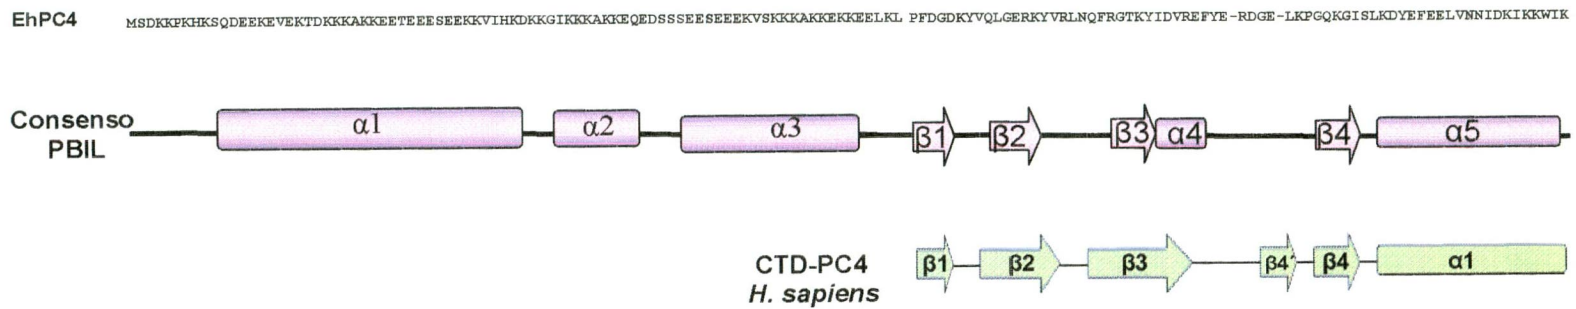 EhPC4 MSDKKPKHKSQDEEKEVEKTDKKKAKKEETEEESEEKKVIHKDKKGIKKKAKKEQEDSSSEESEEEKVSKKKAKKEKKEELKL PFDGDKYVQLGERKYVRLNQFRGTKYIDVREFYE-RDGE-LKPGQKGISLKDYEFEELVNNIDKIKKWIK
Consenso
PBIL
α1 α2 α3 β1 β2 β3 α4 β4 α5
CTD-PC4
H. sapiens
β1 β2 β3 β4' β4 α1